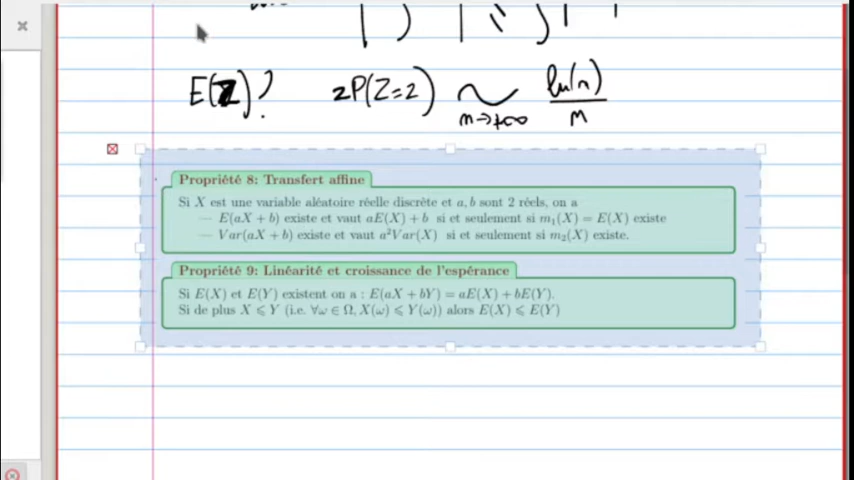 E(Z)? zP(Z=z) ~ ln(n)/n
n→+∞
Propriété 8: Transfert affine
Si X est une variable aléatoire réelle discrète et a, b sont 2 réels, on a
— E(aX + b) existe et vaut aE(X) + b si et seulement si m₁(X) = E(X) existe
— Var(aX + b) existe et vaut a²Var(X) si et seulement si m₂(X) existe.
Propriété 9: Linéarité et croissance de l'espérance
Si E(X) et E(Y) existent on a : E(aX + bY) = aE(X) + bE(Y).
Si de plus X ⩽ Y (i.e. ∀ω ∈ Ω, X(ω) ⩽ Y(ω)) alors E(X) ⩽ E(Y)